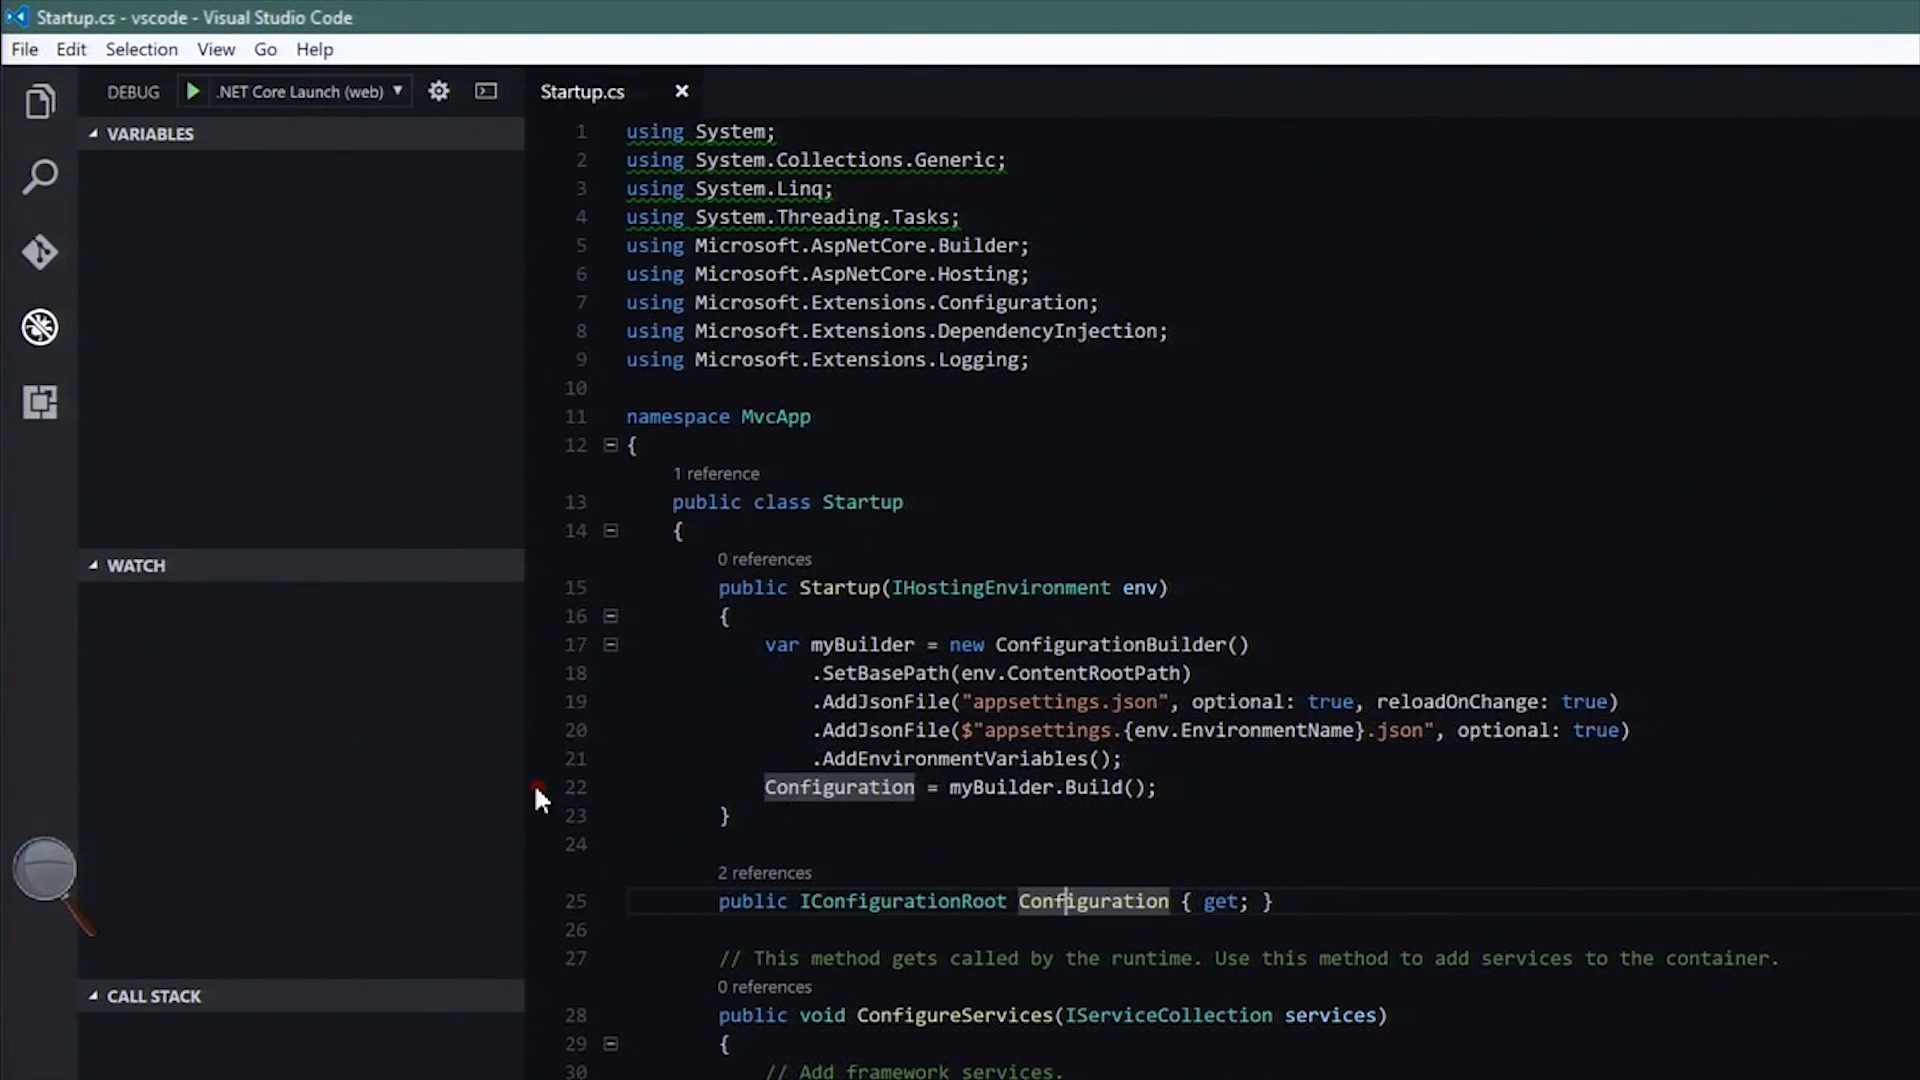 Startup.cs - vscode - Visual Studio Code
File Edit Selection View Go Help
DEBUG .NET Core Launch (web)
Startup.cs
VARIABLES
WATCH
CALL STACK
1 using System;
2 using System.Collections.Generic;
3 using System.Linq;
4 using System.Threading.Tasks;
5 using Microsoft.AspNetCore.Builder;
6 using Microsoft.AspNetCore.Hosting;
7 using Microsoft.Extensions.Configuration;
8 using Microsoft.Extensions.DependencyInjection;
9 using Microsoft.Extensions.Logging;
10
11 namespace MvcApp
12 {
1 reference
13 public class Startup
14 {
0 references
15 public Startup(IHostingEnvironment env)
16 {
17 var myBuilder = new ConfigurationBuilder()
18 .SetBasePath(env.ContentRootPath)
19 .AddJsonFile("appsettings.json", optional: true, reloadOnChange: true)
20 .AddJsonFile($"appsettings.{env.EnvironmentName}.json", optional: true)
21 .AddEnvironmentVariables();
22 Configuration = myBuilder.Build();
23 }
24
2 references
25 public IConfigurationRoot Configuration { get; }
26
27 // This method gets called by the runtime. Use this method to add services to the container.
0 references
28 public void ConfigureServices(IServiceCollection services)
29 {
30 // Add framework services.